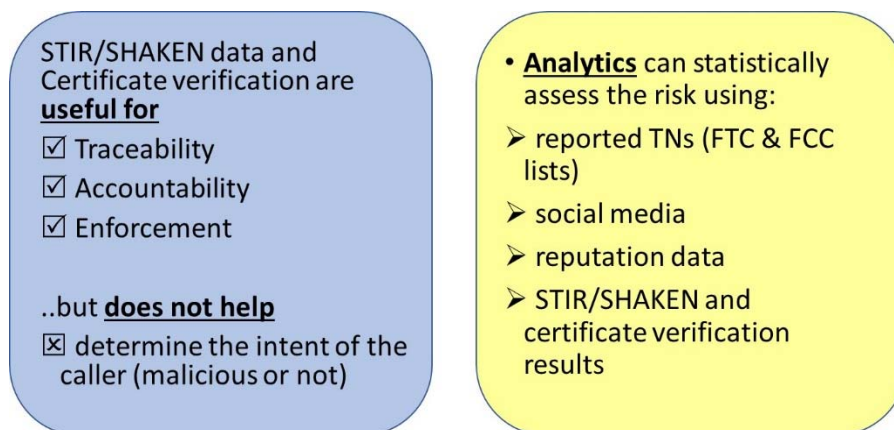 STIR/SHAKEN data and
Certificate verification are
useful for
☑ Traceability
☑ Accountability
☑ Enforcement
..but does not help
☒ determine the intent of the
caller (malicious or not)
• Analytics can statistically
assess the risk using:
➢ reported TNs (FTC & FCC
lists)
➢ social media
➢ reputation data
➢ STIR/SHAKEN and
certificate verification
results